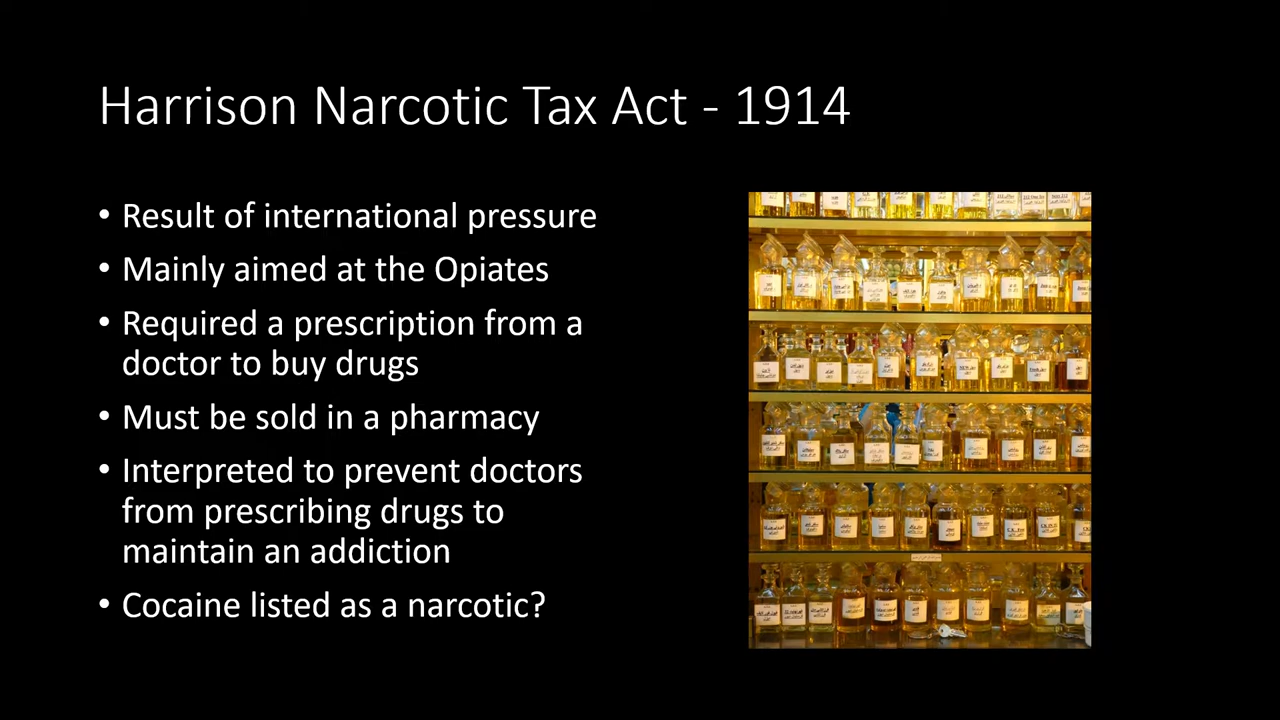 Harrison Narcotic Tax Act - 1914
• Result of international pressure
• Mainly aimed at the Opiates
• Required a prescription from a
doctor to buy drugs
• Must be sold in a pharmacy
• Interpreted to prevent doctors
from prescribing drugs to
maintain an addiction
• Cocaine listed as a narcotic?